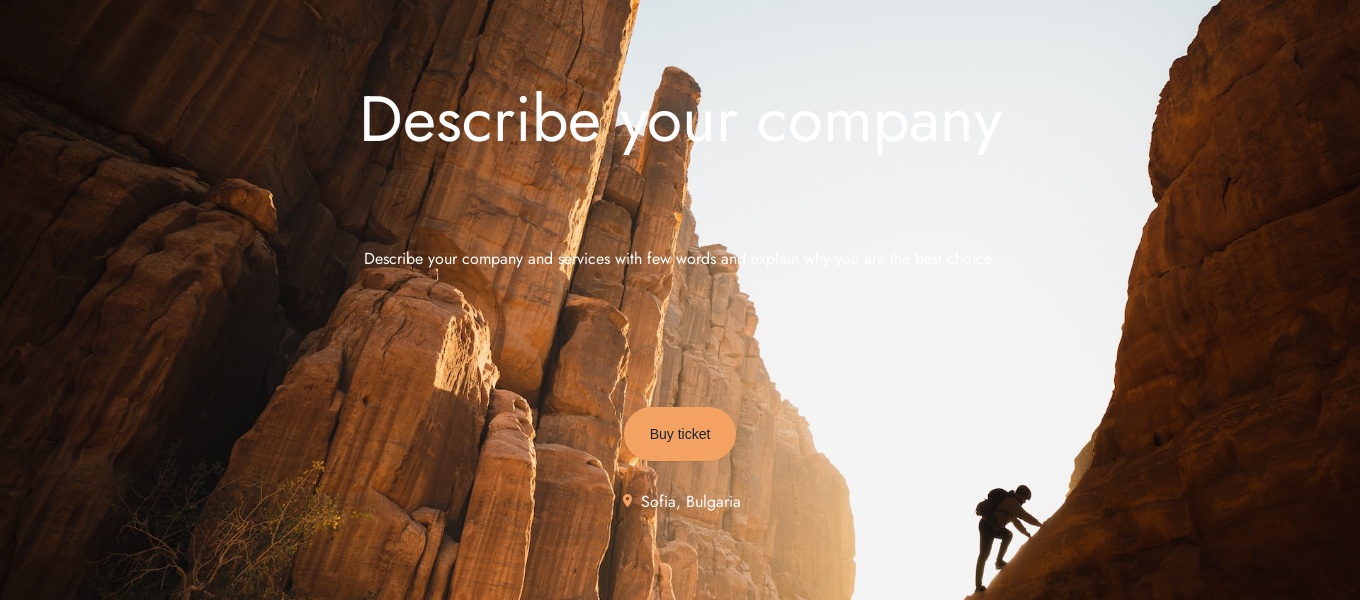 Describe your company
Describe your company and services with few words and explain why you are the best choice.
Buy ticket
Sofia, Bulgaria